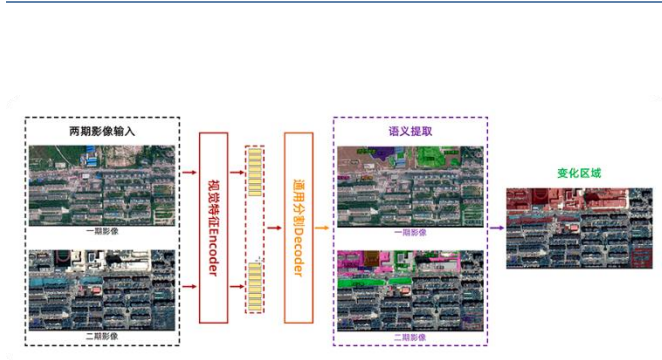 两期影像输入
一期影像
二期影像
视觉特征Encoder
通用分割Decoder
语义提取
一期影像
二期影像
变化区域